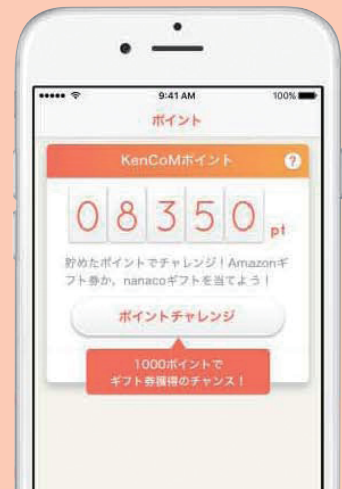 9:41 AM
100%
ポイント
KenCoMポイント ?
08350 pt
貯めたポイントでチャレンジ！Amazonギ
フト券か，nanacoギフトを当てよう！
ポイントチャレンジ
1000ポイントで
ギフト券獲得のチャンス！